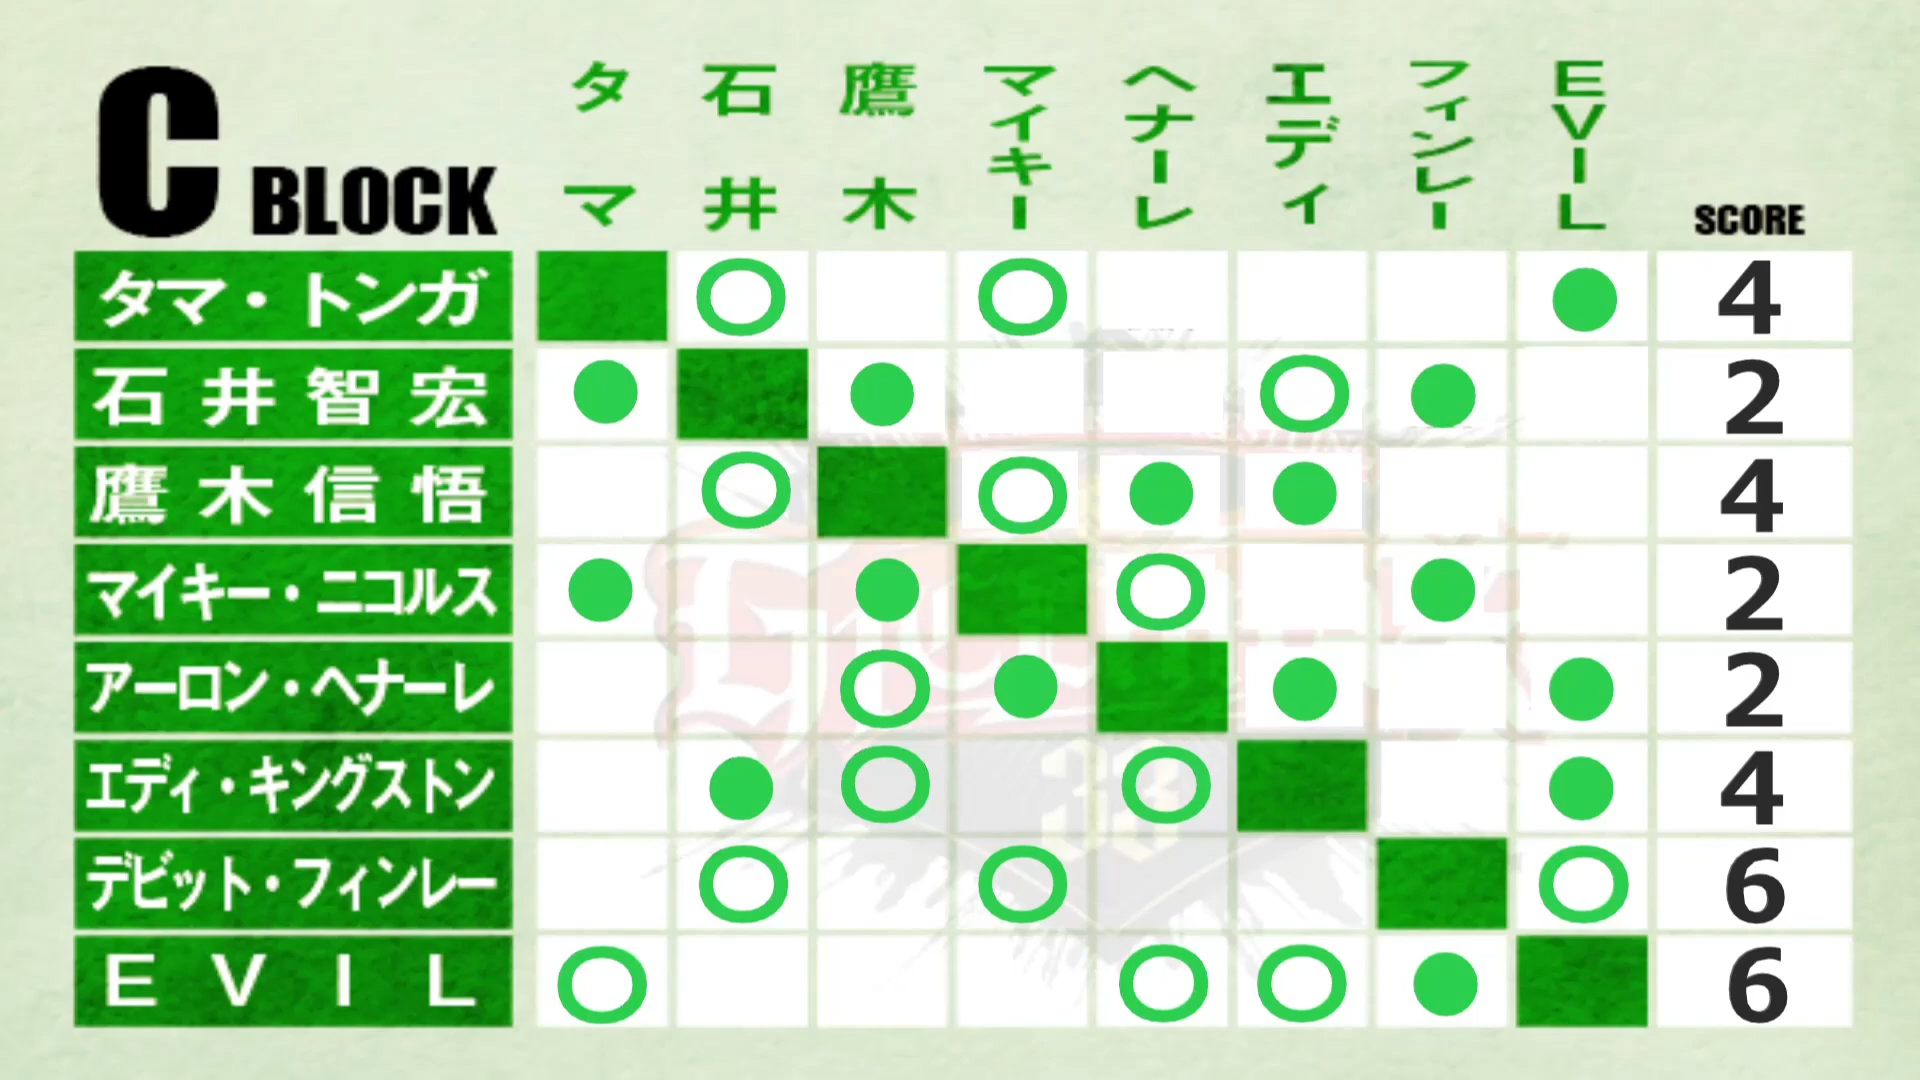 C BLOCK
タマ 石井 鷹木 マイキー ヘナーレ エディ フィンレー EVIL SCORE
タマ・トンガ 4
石井智宏 2
鷹木信悟 4
マイキー・ニコルス 2
アーロン・ヘナーレ 2
エディ・キングストン 4
デビット・フィンレー 6
EVIL 6
33